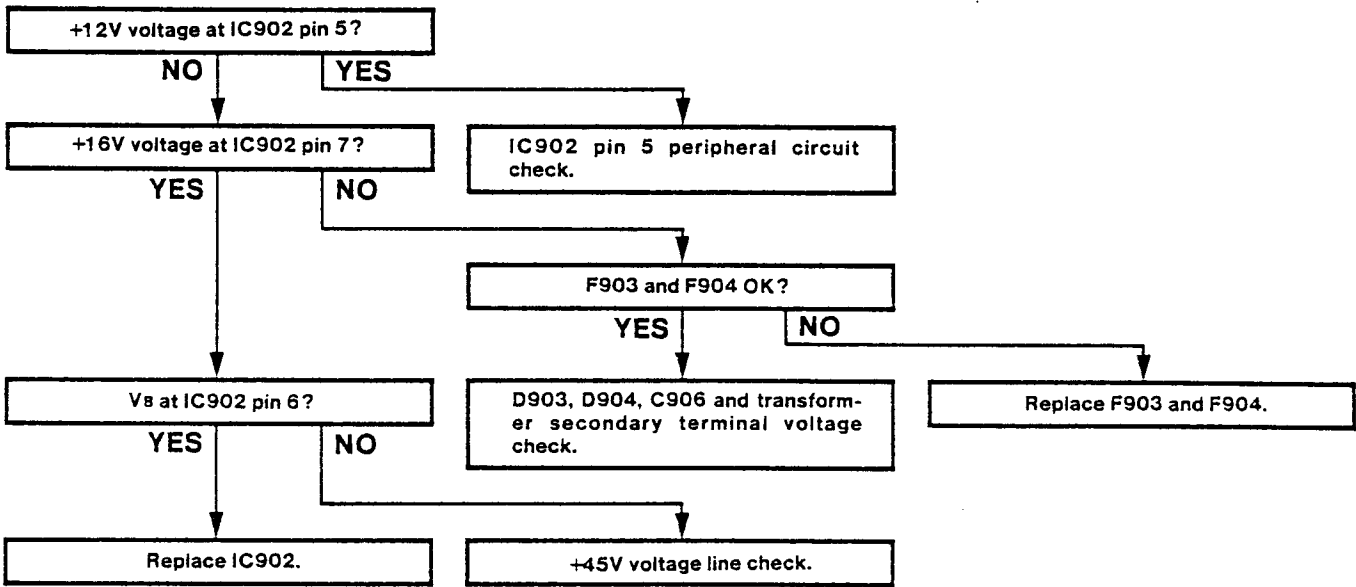 +12V voltage at IC902 pin 5?
NO
YES
+16V voltage at IC902 pin 7?
IC902 pin 5 peripheral circuit
check.
YES
NO
F903 and F904 OK?
YES
NO
VB at IC902 pin 6?
D903, D904, C906 and transform-
er secondary terminal voltage
check.
Replace F903 and F904.
YES
NO
Replace IC902.
+45V voltage line check.